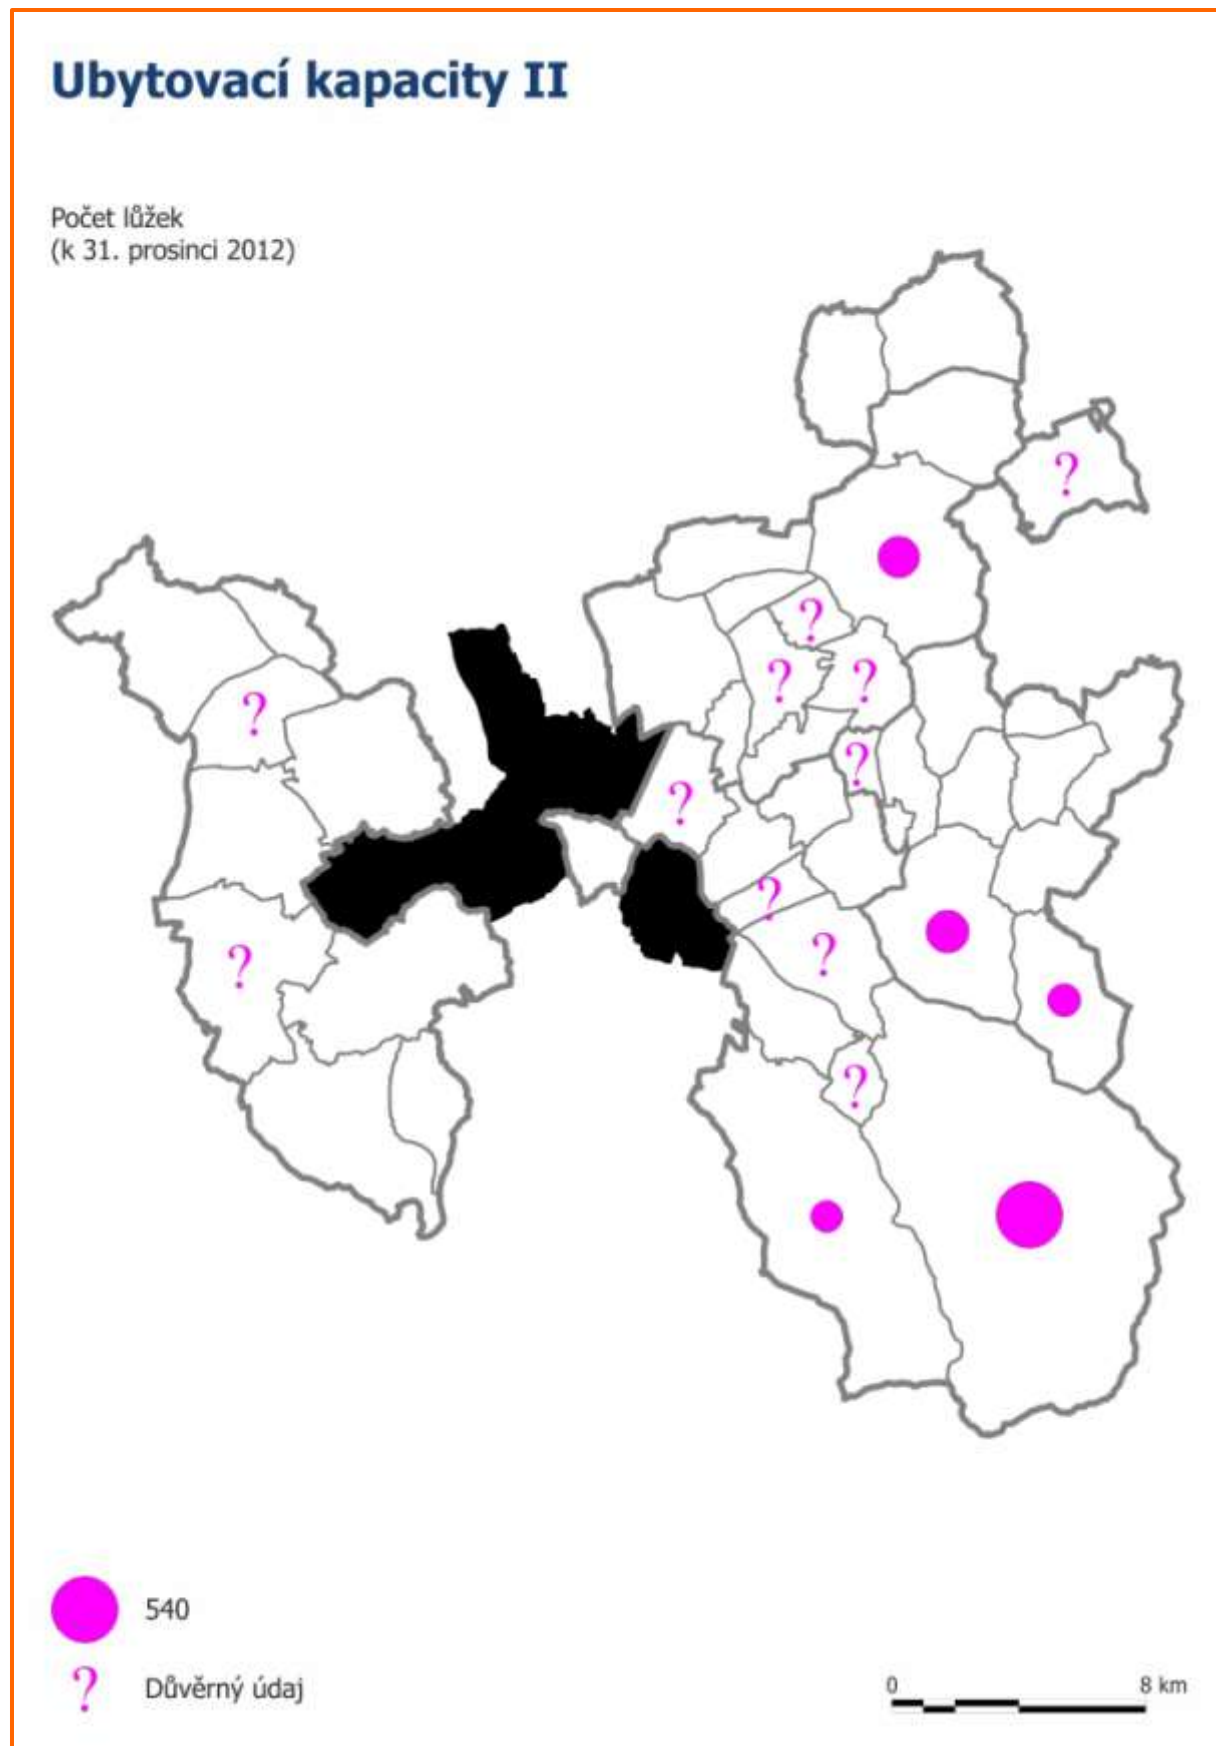 Ubytovací kapacity II
Počet lůžek
(k 31. prosinci 2012)
?
?
?
?
?
?
?
?
?
?
?
540
? Důvěrný údaj
0 8 km